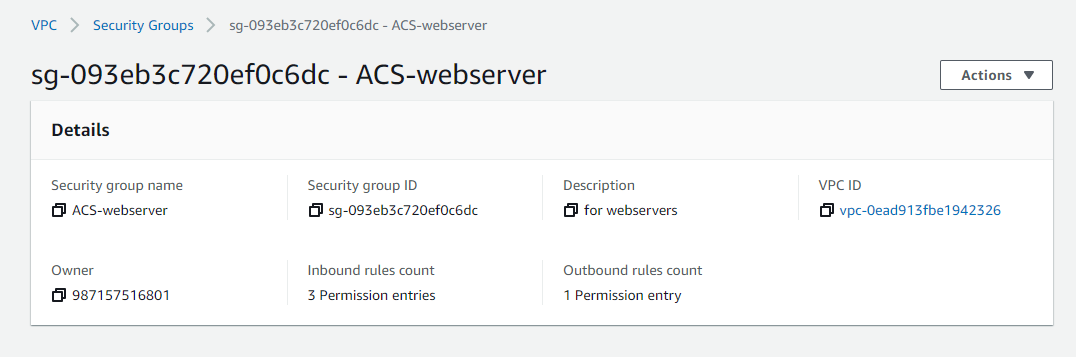 VPC > Security Groups > sg-093eb3c720ef0c6dc - ACS-webserver
sg-093eb3c720ef0c6dc - ACS-webserver
Actions
Details
Security group name
ACS-webserver
Security group ID
sg-093eb3c720ef0c6dc
Description
for webservers
VPC ID
vpc-0ead913fbe1942326
Owner
987157516801
Inbound rules count
3 Permission entries
Outbound rules count
1 Permission entry